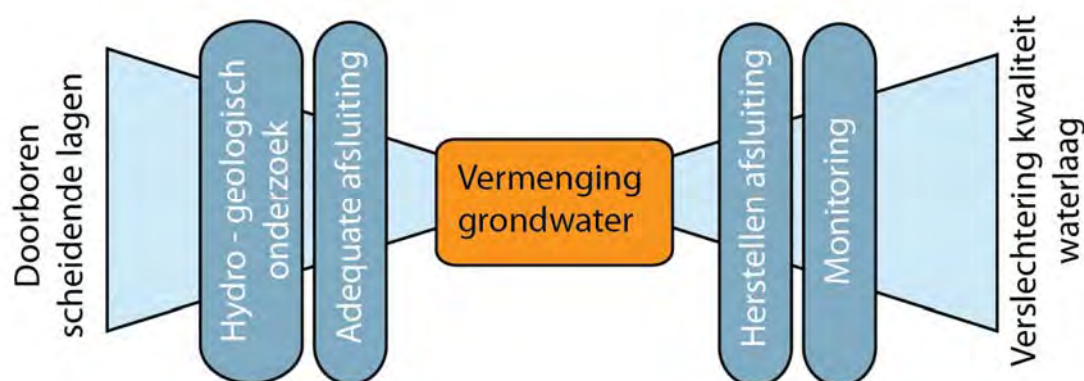 Doorboren
scheidende lagen
Hydro - geologisch
onderzoek
Adequate afsluiting
Vermenging
grondwater
Herstellen afsluiting
Monitoring
Verslechtering kwaliteit
waterlaag